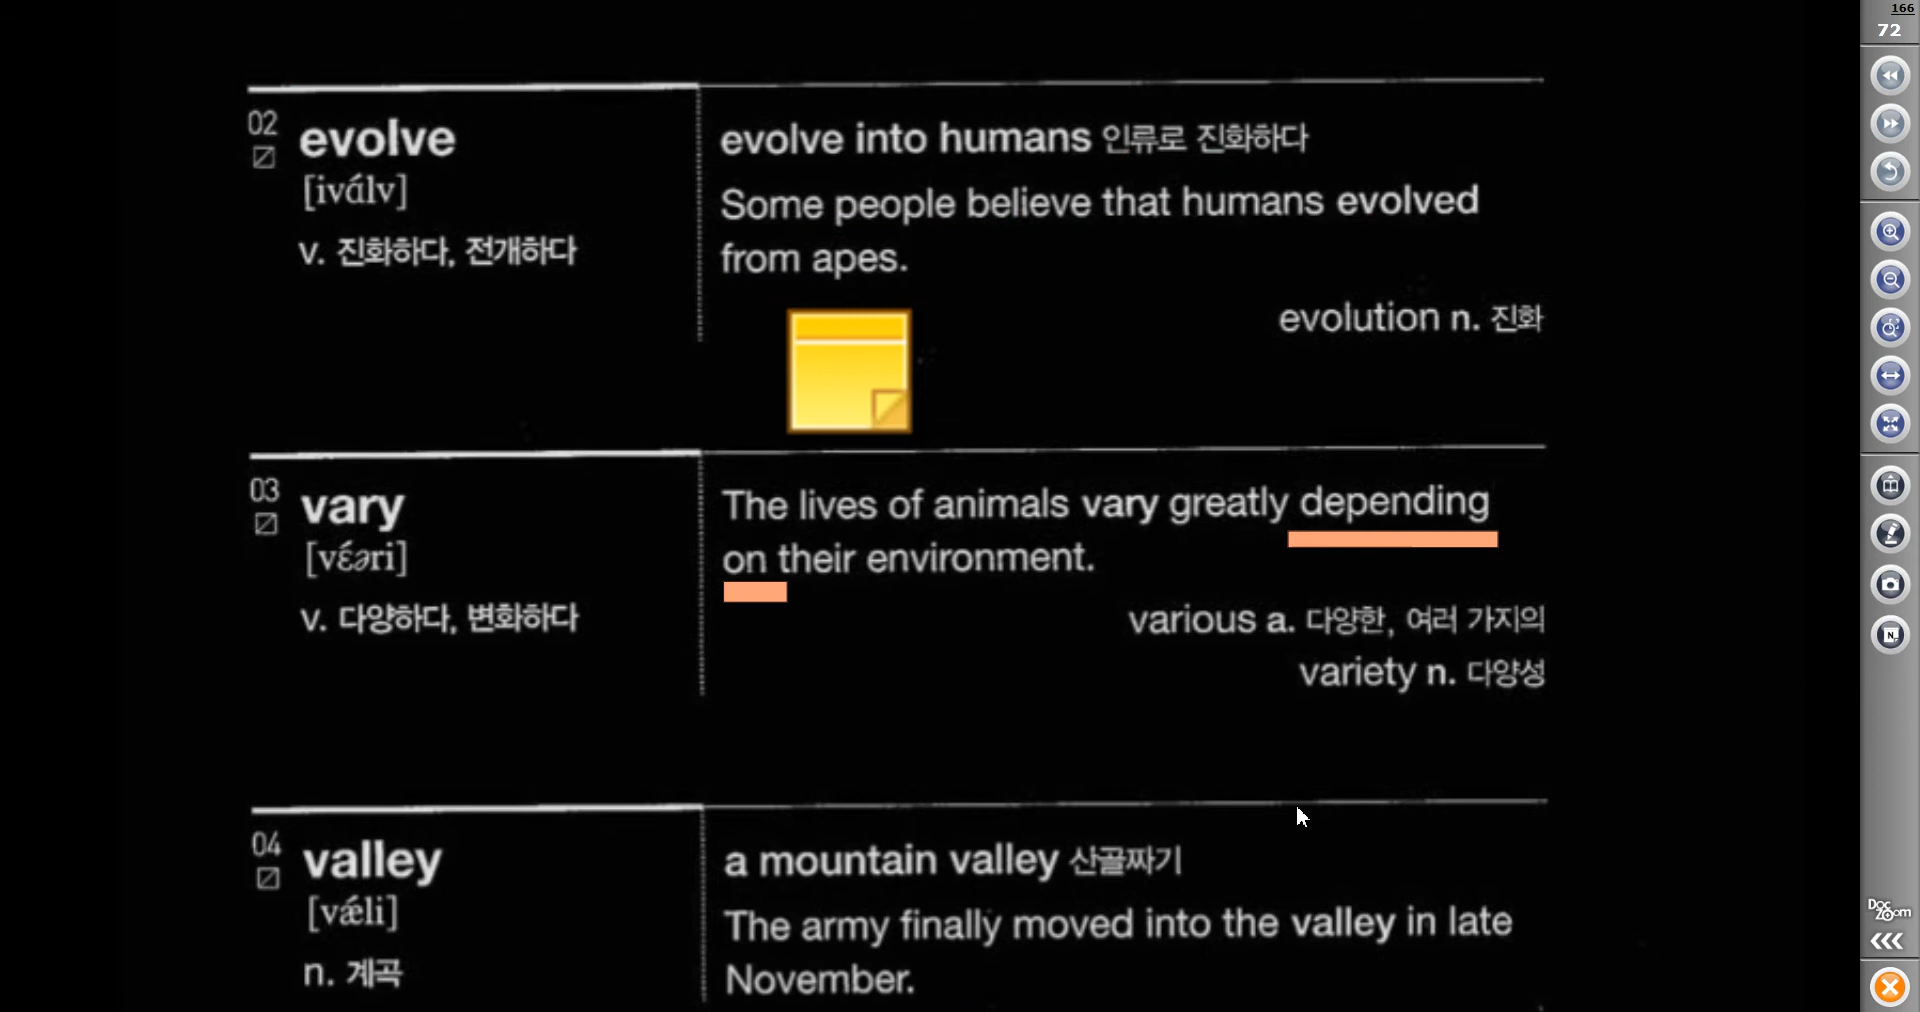 166
72
02
evolve
[ivάlv]
v. 진화하다, 전개하다
evolve into humans 인류로 진화하다
Some people believe that humans evolved
from apes.
evolution n. 진화
03
vary
[vέəri]
v. 다양하다, 변화하다
The lives of animals vary greatly depending
on their environment.
various a. 다양한, 여러 가지의
variety n. 다양성
04
valley
[vǽli]
n. 계곡
a mountain valley 산골짜기
The army finally moved into the valley in late
November.
N
Doc
Zoom